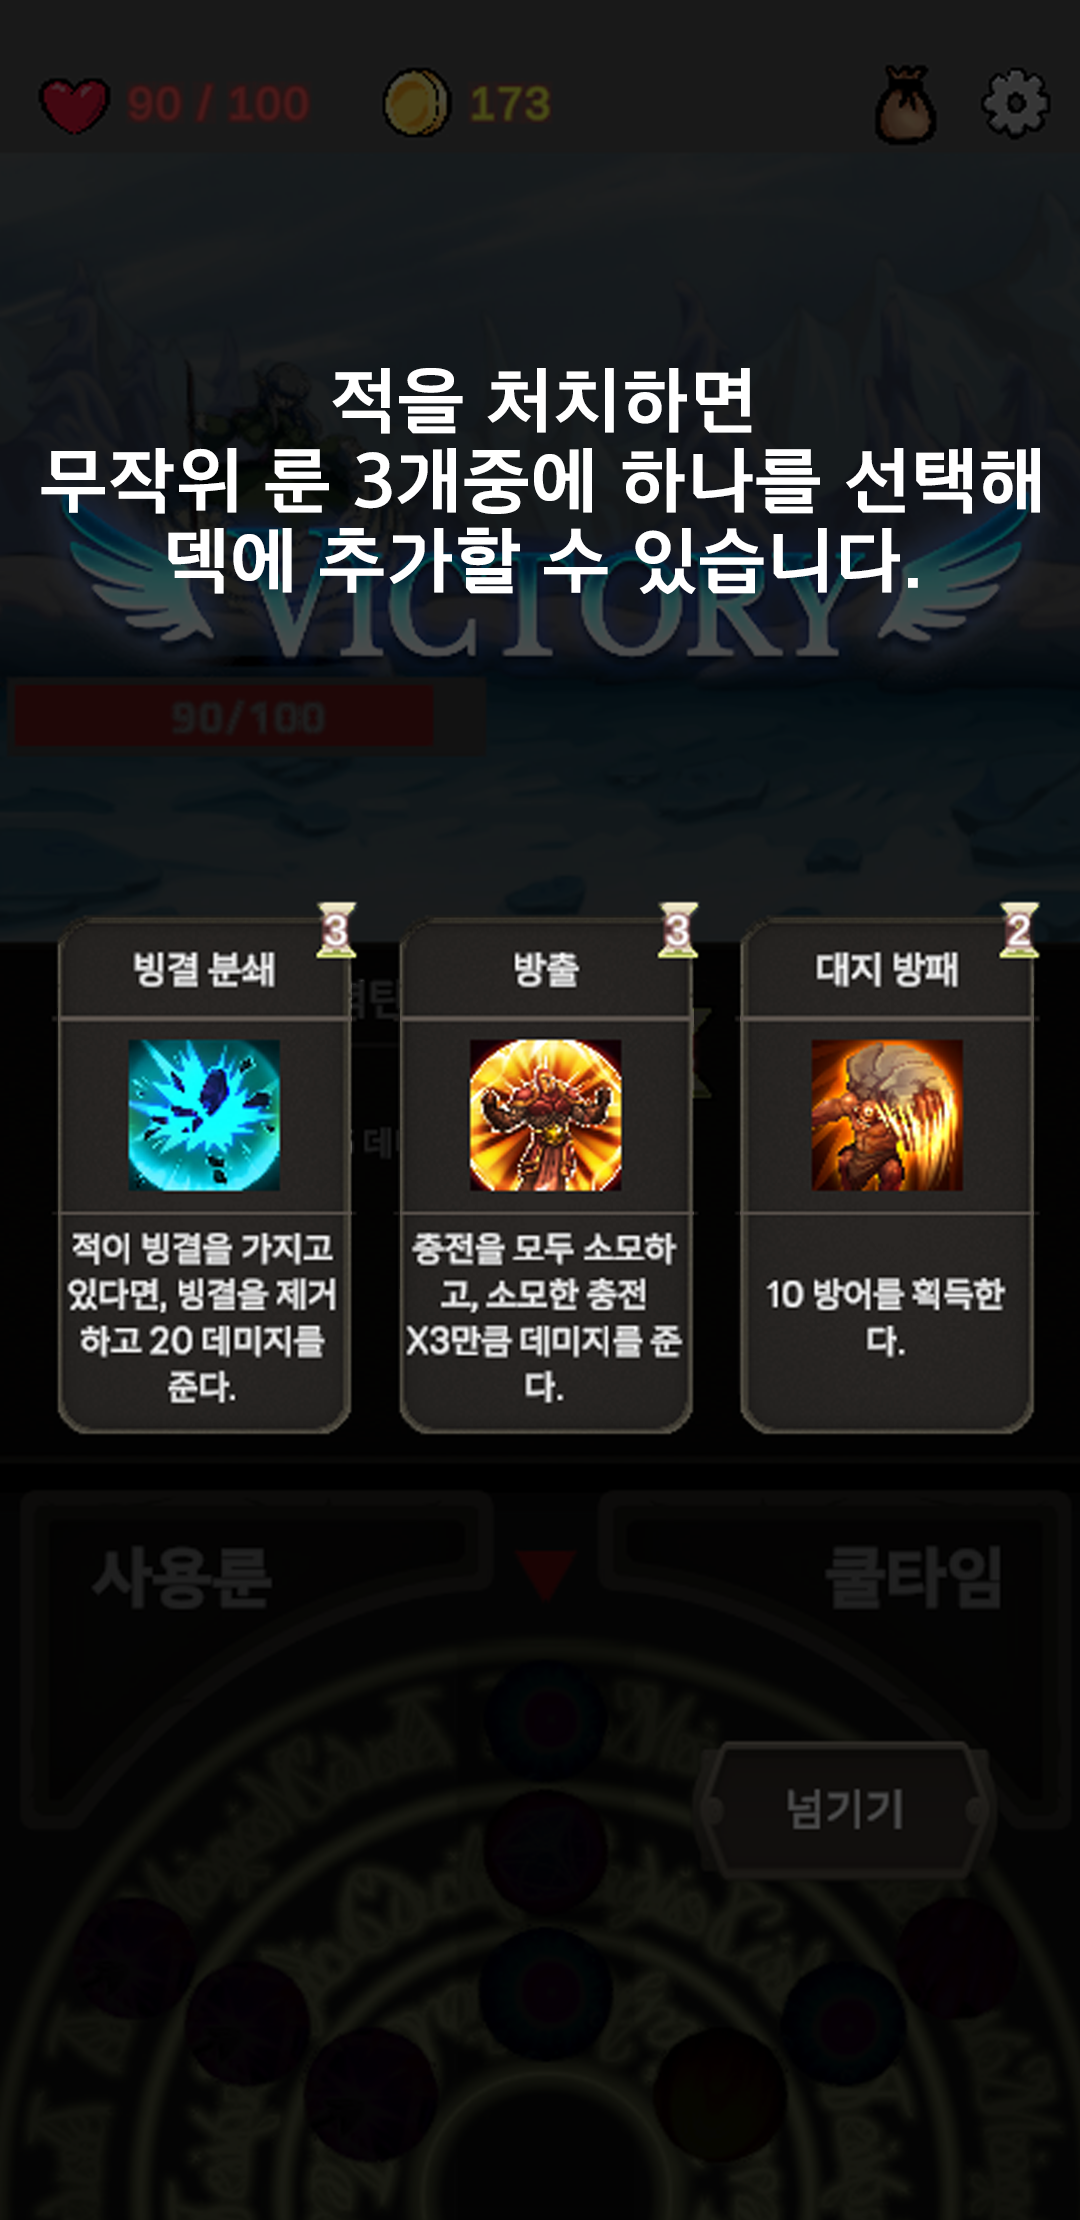 90 / 100
173
적을 처치하면
무작위 룬 3개중에 하나를 선택해
덱에 추가할 수 있습니다.
VICTORY
90/100
3
3
2
빙결 분쇄
방출
대지 방패
적이 빙결을 가지고
있다면, 빙결을 제거
하고 20 데미지를
준다.
충전을 모두 소모하
고, 소모한 충전
X3만큼 데미지를 준
다.
10 방어를 획득한
다.
사용룬
쿨타임
넘기기